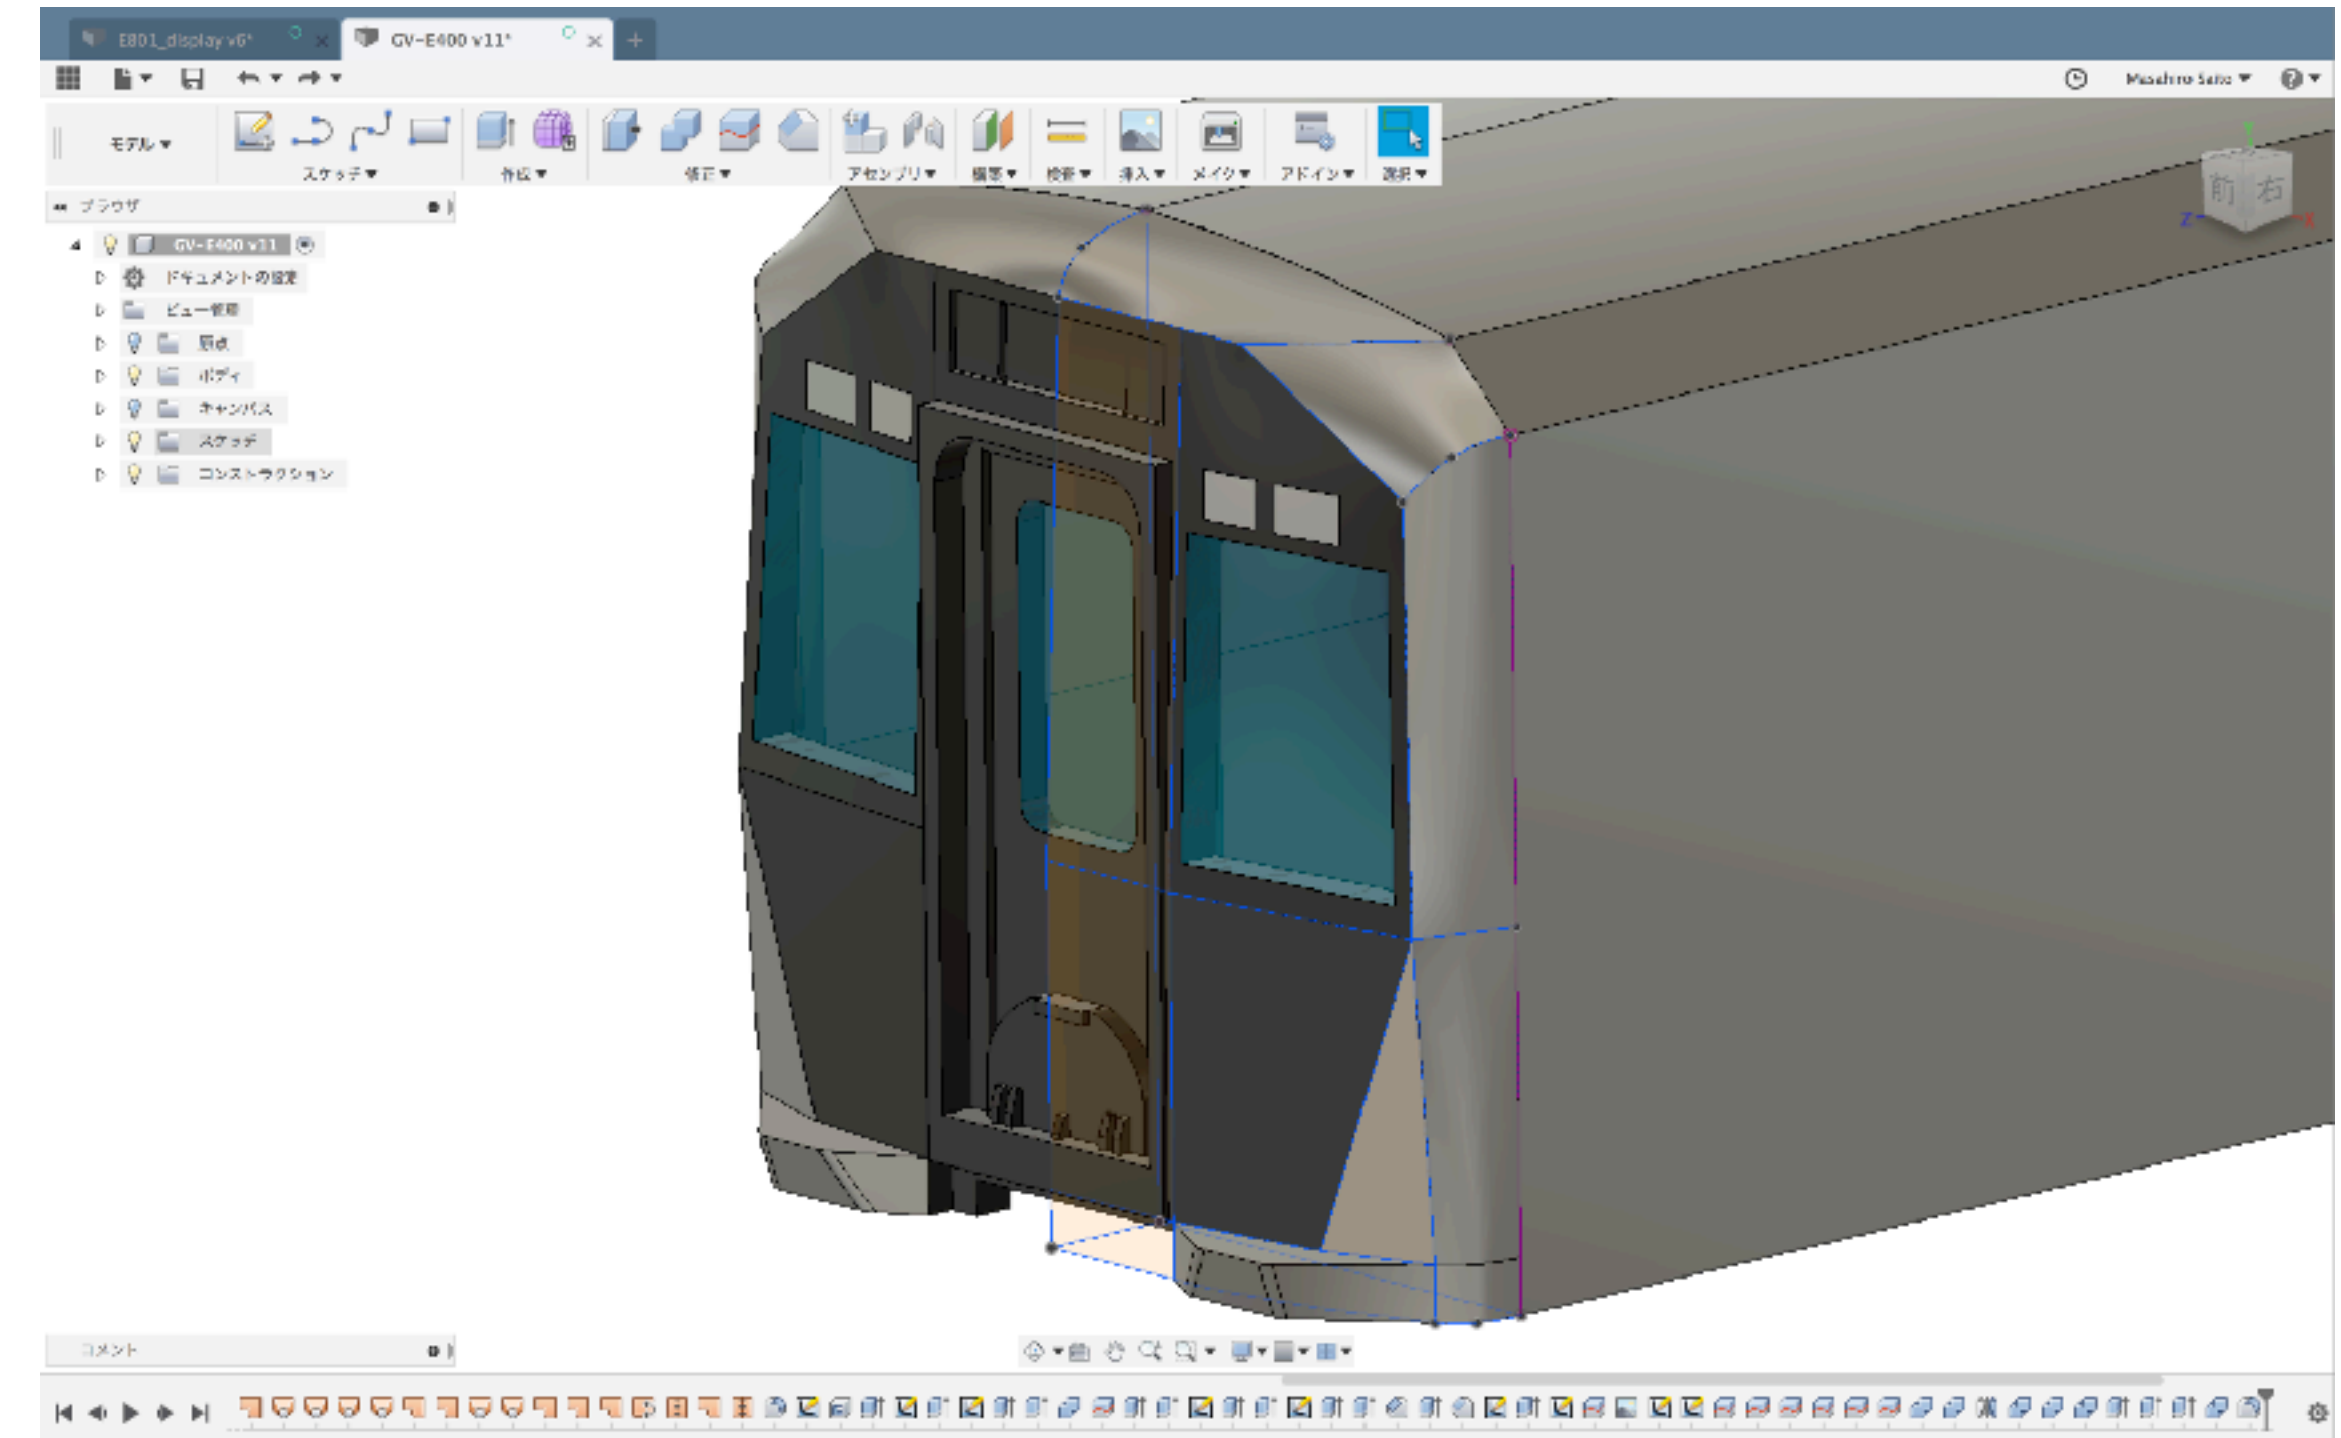 E801_display v6*
GV-E400 v11*
Masahiro Saito
モデル
スケッチ
作成
修正
アセンブリ
構築
検査
挿入
メイク
アドイン
選択
前
右
Y
Z
X
ブラウザ
GV-E400 v11
ドキュメントの設定
ビュー管理
原点
ボディ
キャンバス
スケッチ
コンストラクション
コメント